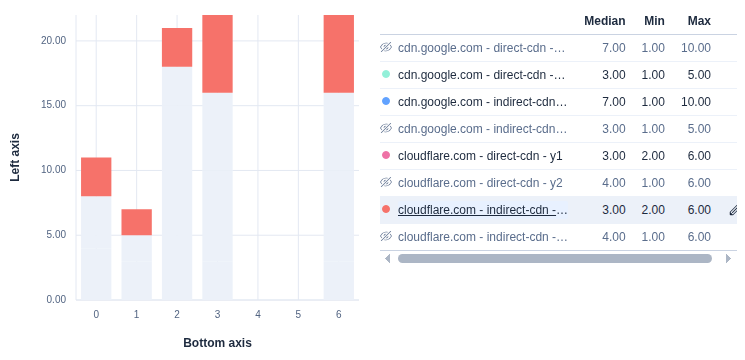 Median Min Max
cdn.google.com - direct-cdn -... 7.00 1.00 10.00
cdn.google.com - direct-cdn -... 3.00 1.00 5.00
cdn.google.com - indirect-cdn... 7.00 1.00 10.00
cdn.google.com - indirect-cdn... 3.00 1.00 5.00
cloudflare.com - direct-cdn - y1 3.00 2.00 6.00
cloudflare.com - direct-cdn - y2 4.00 1.00 6.00
cloudflare.com - indirect-cdn -... 3.00 2.00 6.00
cloudflare.com - indirect-cdn -... 4.00 1.00 6.00
Left axis
20.00
15.00
10.00
5.00
0.00
0 1 2 3 4 5 6
Bottom axis